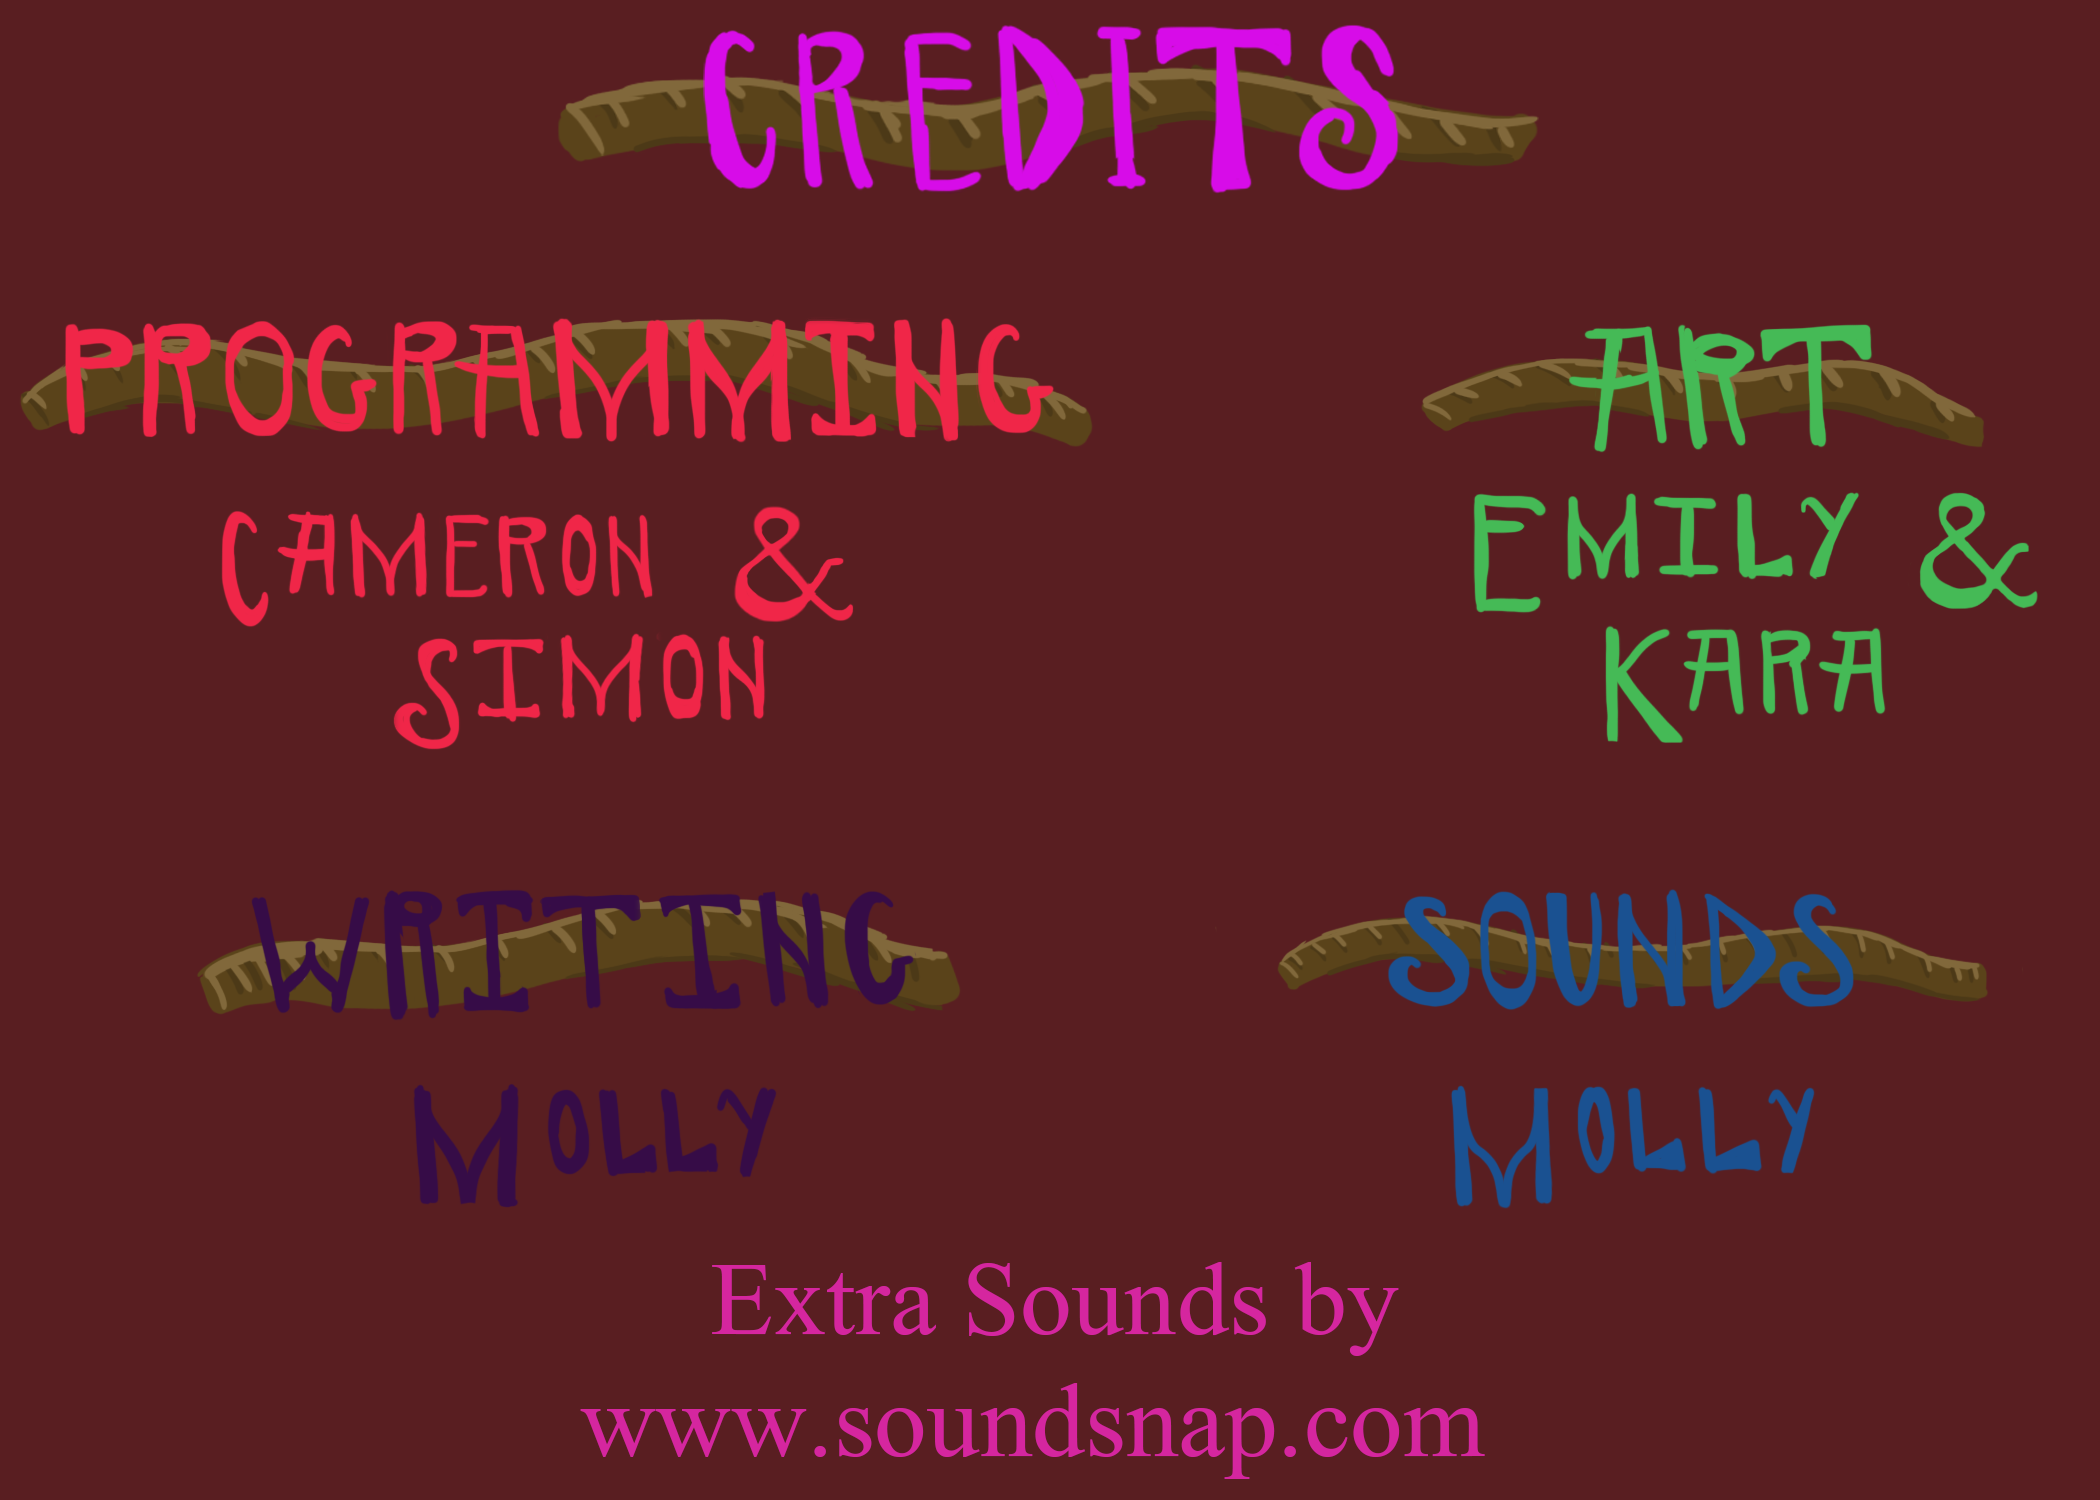 CREDITS
PROGRAMMING
CAMERON &
SIMON
ART
EMILY &
KARA
WRITING
MOLLY
SOUNDS
MOLLY
Extra Sounds by
www.soundsnap.com